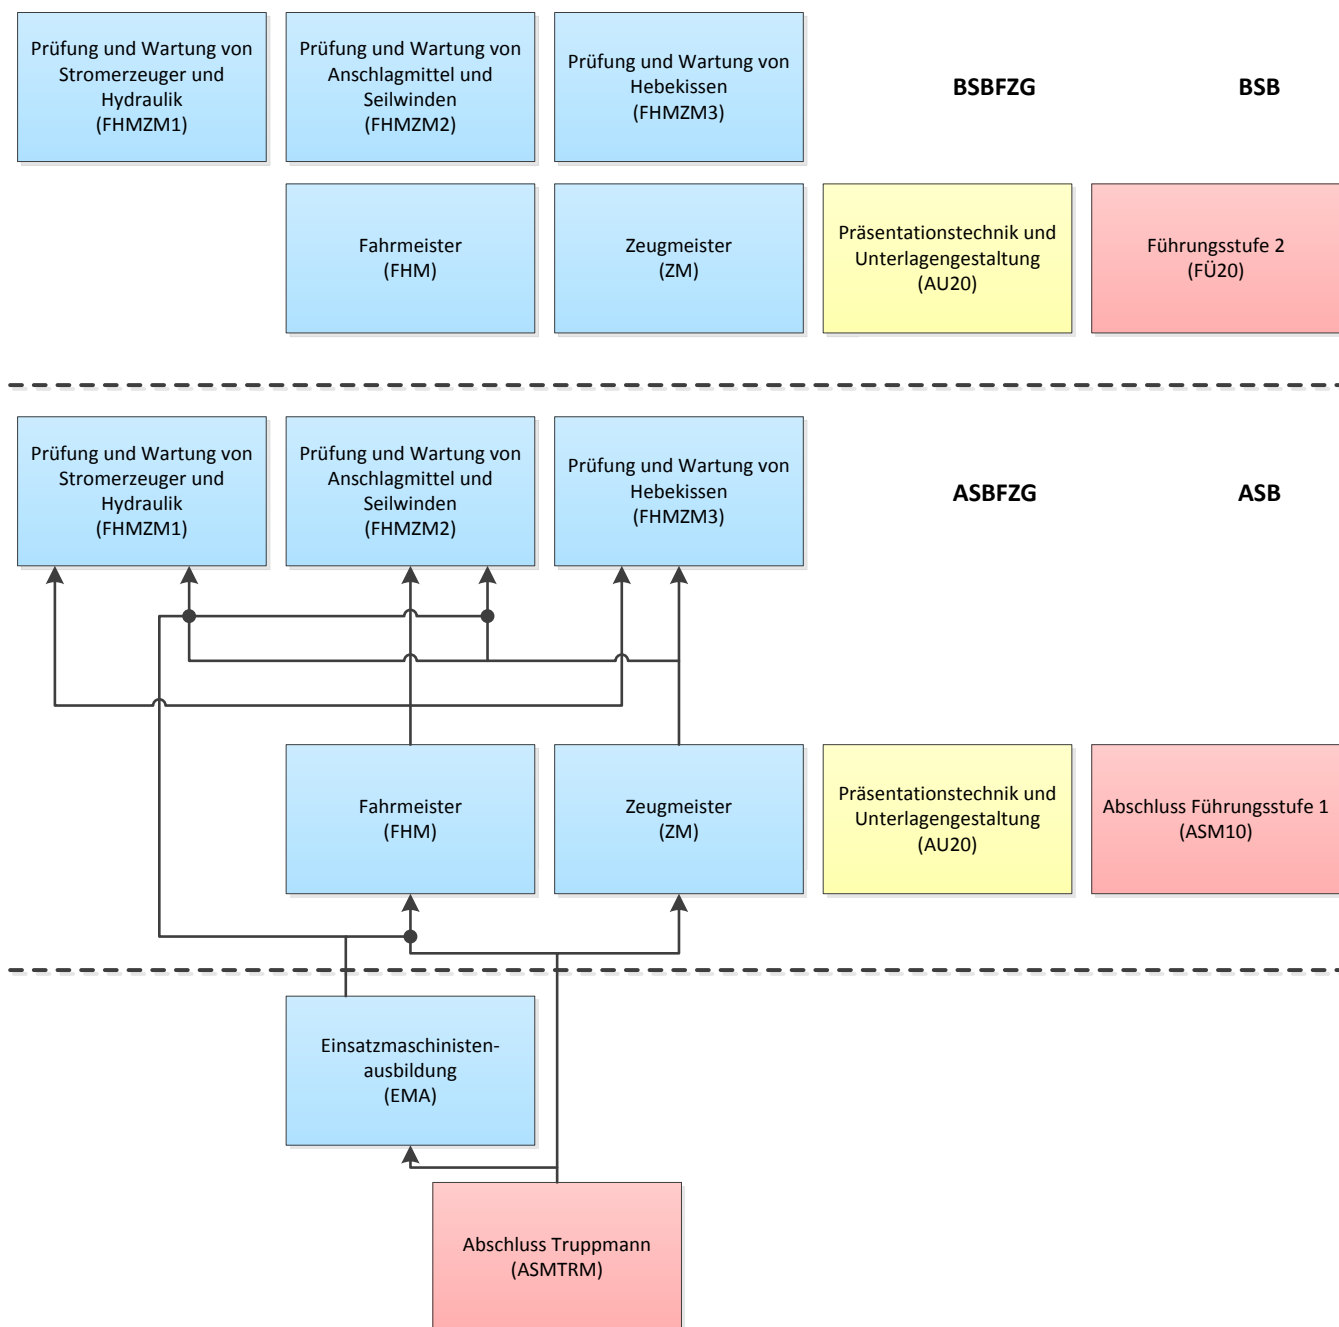 Prüfung und Wartung von
Stromerzeuger und
Hydraulik
(FHMZM1)
Prüfung und Wartung von
Anschlagmittel und
Seilwinden
(FHMZM2)
Prüfung und Wartung von
Hebekissen
(FHMZM3)
BSBFZG
BSB
Fahrmeister
(FHM)
Zeugmeister
(ZM)
Präsentationstechnik und
Unterlagengestaltung
(AU20)
Führungsstufe 2
(FÜ20)
Prüfung und Wartung von
Stromerzeuger und
Hydraulik
(FHMZM1)
Prüfung und Wartung von
Anschlagmittel und
Seilwinden
(FHMZM2)
Prüfung und Wartung von
Hebekissen
(FHMZM3)
ASBFZG
ASB
Fahrmeister
(FHM)
Zeugmeister
(ZM)
Präsentationstechnik und
Unterlagengestaltung
(AU20)
Abschluss Führungsstufe 1
(ASM10)
Einsatzmaschinisten-
ausbildung
(EMA)
Abschluss Truppmann
(ASMTRM)